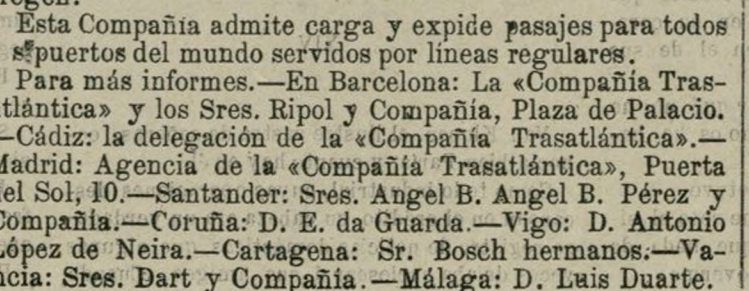 Esta Compañía admite carga y expide pasajes para todos
puertos del mundo servidos por líneas regulares.
Para más informes.—En Barcelona: La «Compañía Tras-
tlántica» y los Sres. Ripol y Compañía, Plaza de Palacio.
—Cádiz: la delegación de la «Compañía Trasatlántica».—
Madrid: Agencia de la «Compañía Trasatlántica», Puerta
del Sol, 10.—Santander: Sres. Angel B. Angel B. Pérez y
Compañía.—Coruña: D. E. da Guarda.—Vigo: D. Antonio
López de Neira.—Cartagena: Sr. Bosch hermanos.—Va-
ncia: Sres. Dart y Compañía.—Málaga: D. Luis Duarte.